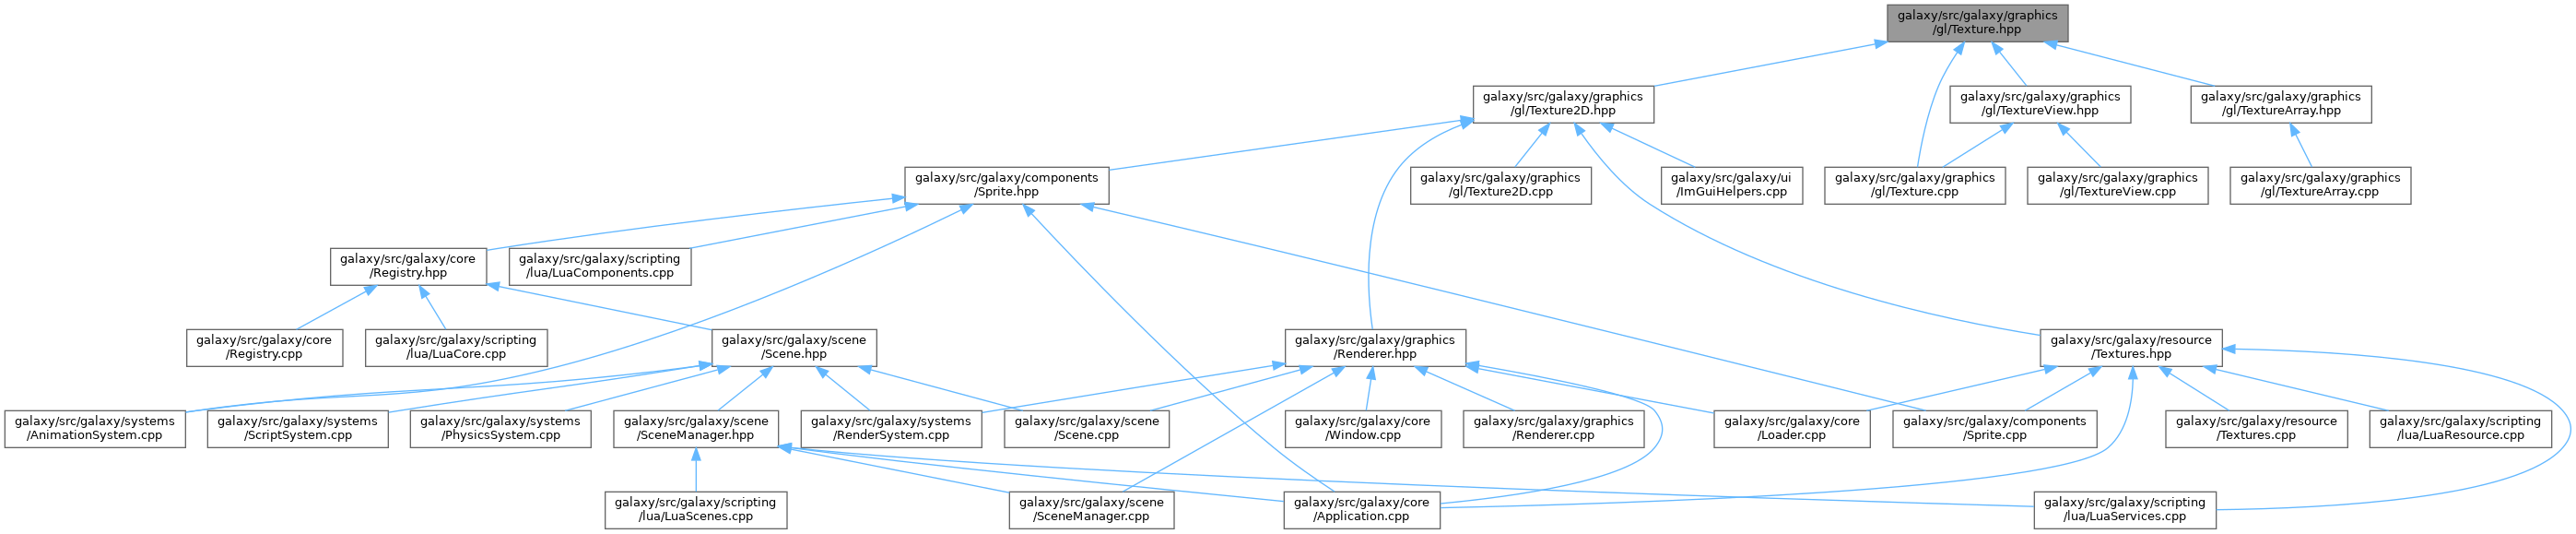 galaxy/src/galaxy/graphics
/gl/Texture.hpp
galaxy/src/galaxy/graphics
/gl/Texture2D.hpp
galaxy/src/galaxy/graphics
/gl/TextureView.hpp
galaxy/src/galaxy/graphics
/gl/TextureArray.hpp
galaxy/src/galaxy/components
/Sprite.hpp
galaxy/src/galaxy/graphics
/gl/Texture2D.cpp
galaxy/src/galaxy/ui
/ImGuiHelpers.cpp
galaxy/src/galaxy/graphics
/gl/Texture.cpp
galaxy/src/galaxy/graphics
/gl/TextureView.cpp
galaxy/src/galaxy/graphics
/gl/TextureArray.cpp
galaxy/src/galaxy/core
/Registry.hpp
galaxy/src/galaxy/scripting
/lua/LuaComponents.cpp
galaxy/src/galaxy/core
/Registry.cpp
galaxy/src/galaxy/scripting
/lua/LuaCore.cpp
galaxy/src/galaxy/scene
/Scene.hpp
galaxy/src/galaxy/graphics
/Renderer.hpp
galaxy/src/galaxy/resource
/Textures.hpp
galaxy/src/galaxy/systems
/AnimationSystem.cpp
galaxy/src/galaxy/systems
/ScriptSystem.cpp
galaxy/src/galaxy/systems
/PhysicsSystem.cpp
galaxy/src/galaxy/scene
/SceneManager.hpp
galaxy/src/galaxy/systems
/RenderSystem.cpp
galaxy/src/galaxy/scene
/Scene.cpp
galaxy/src/galaxy/core
/Window.cpp
galaxy/src/galaxy/graphics
/Renderer.cpp
galaxy/src/galaxy/core
/Loader.cpp
galaxy/src/galaxy/components
/Sprite.cpp
galaxy/src/galaxy/resource
/Textures.cpp
galaxy/src/galaxy/scripting
/lua/LuaResource.cpp
galaxy/src/galaxy/scripting
/lua/LuaScenes.cpp
galaxy/src/galaxy/scene
/SceneManager.cpp
galaxy/src/galaxy/core
/Application.cpp
galaxy/src/galaxy/scripting
/lua/LuaServices.cpp